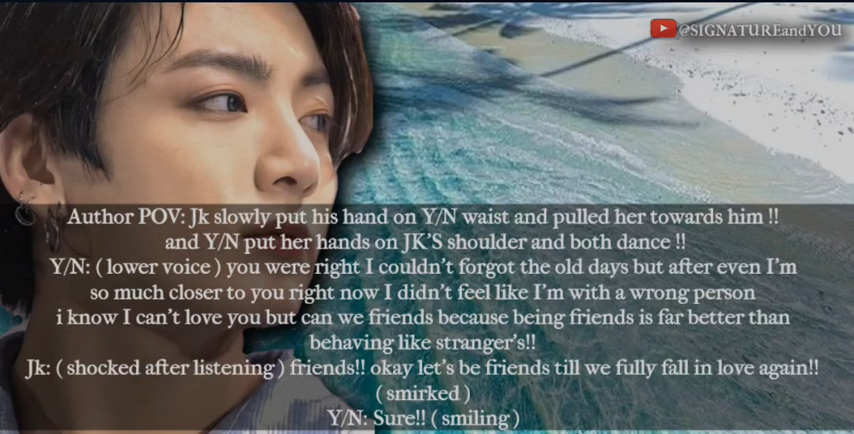 @SIGNATUREandYOU
Author POV: Jk slowly put his hand on Y/N waist and pulled her towards him !!
and Y/N put her hands on JK'S shoulder and both dance !!
Y/N: ( lower voice ) you were right I couldn't forgot the old days but after even I'm
so much closer to you right now I didn't feel like I'm with a wrong person
i know I can't love you but can we friends because being friends is far better than
behaving like stranger's!!
Jk: ( shocked after listening ) friends!! okay let's be friends till we fully fall in love again!!
( smirked )
Y/N: Sure!! ( smiling )